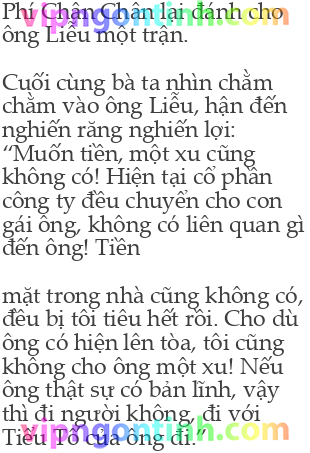 Phí Chân Chân lại đánh cho
ông Liễu một trận.
Cuối cùng bà ta nhìn chằm
chằm vào ông Liễu, hận đến
nghiến răng nghiến lợi:
“Muốn tiền, một xu cũng
không có! Hiện tại cổ phần
công ty đều chuyển cho con
gái ông, không có liên quan gì
đến ông! Tiền
mặt trong nhà cũng không có,
đều bị tôi tiêu hết rồi. Cho dù
ông có hiện lên tòa, tôi cũng
không cho ông một xu! Nếu
ông thật sự có bản lĩnh, vậy
thì đi người không, đi với
Tiểu Tố của ông đi.”
vipngontinh.com
vipngontinh.com